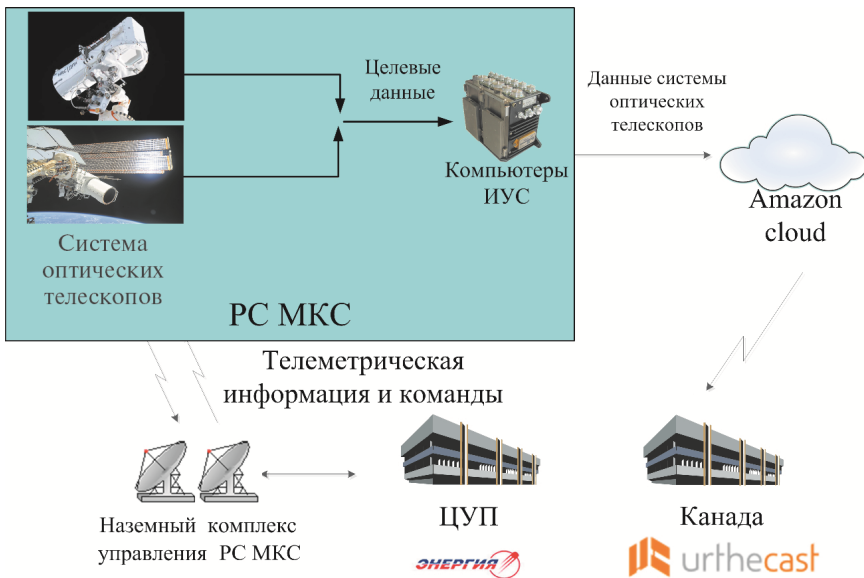 Целевые
данные
Компьютеры
ИУС
Система
оптических
телескопов
РС МКС
Данные системы
оптических
телескопов
Amazon
cloud
Телеметрическая
информация и команды
Наземный комплекс
управления РС МКС
ЦУП
ЭНЕРГИЯ
Канада
urthecast